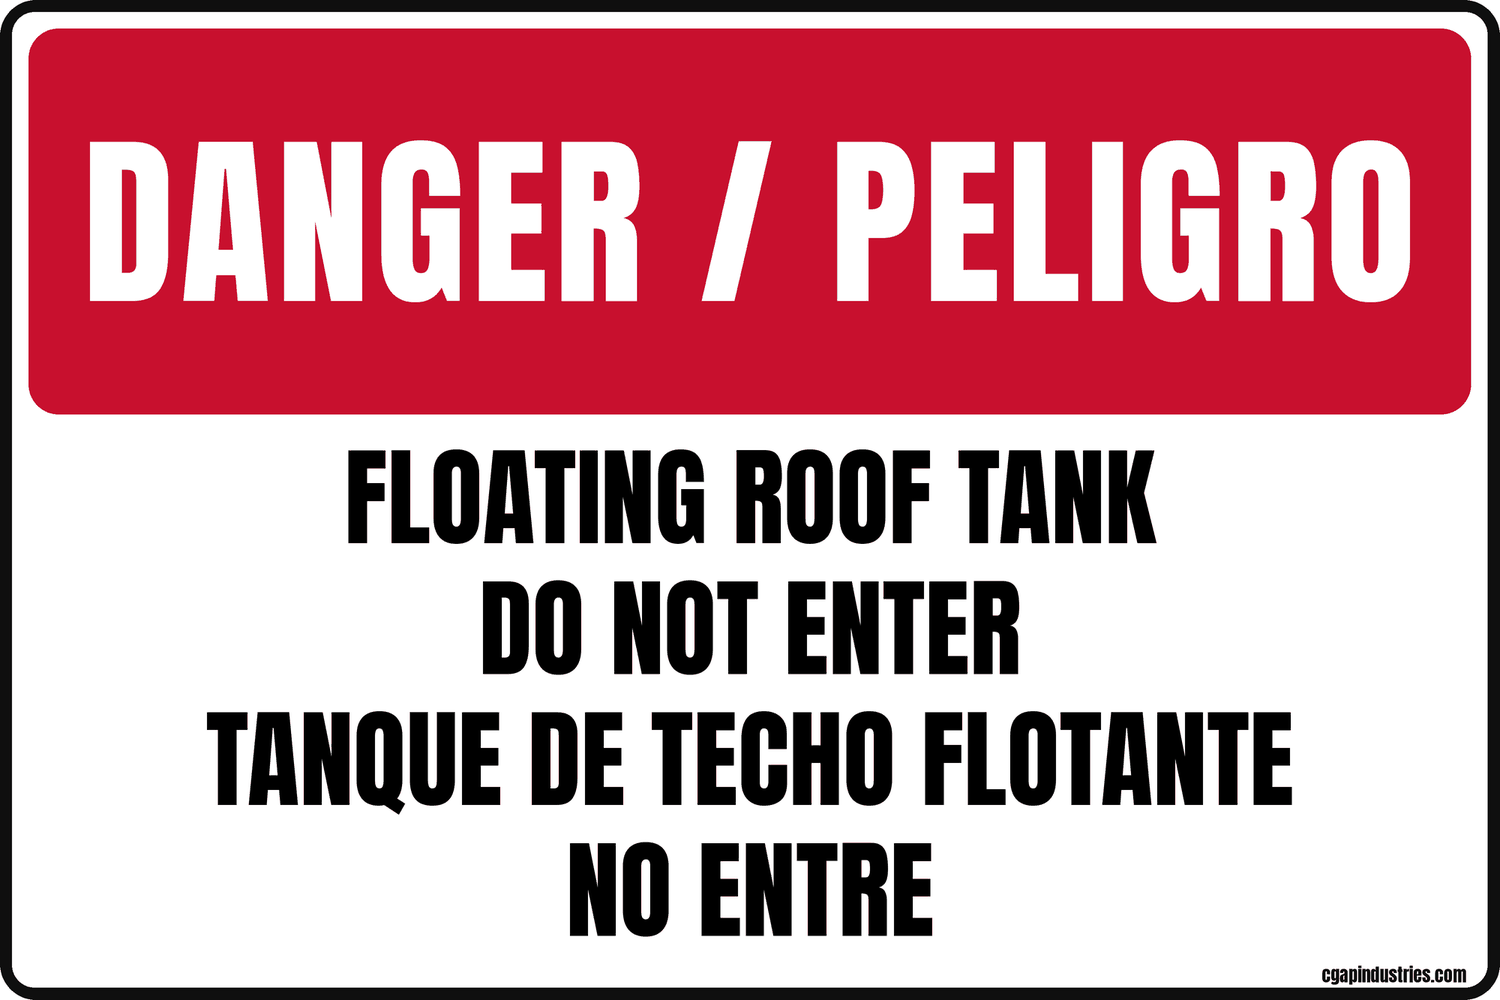 DANGER / PELIGRO
FLOATING ROOF TANK
DO NOT ENTER
TANQUE DE TECHO FLOTANTE
NO ENTRE
cgapindustries.com